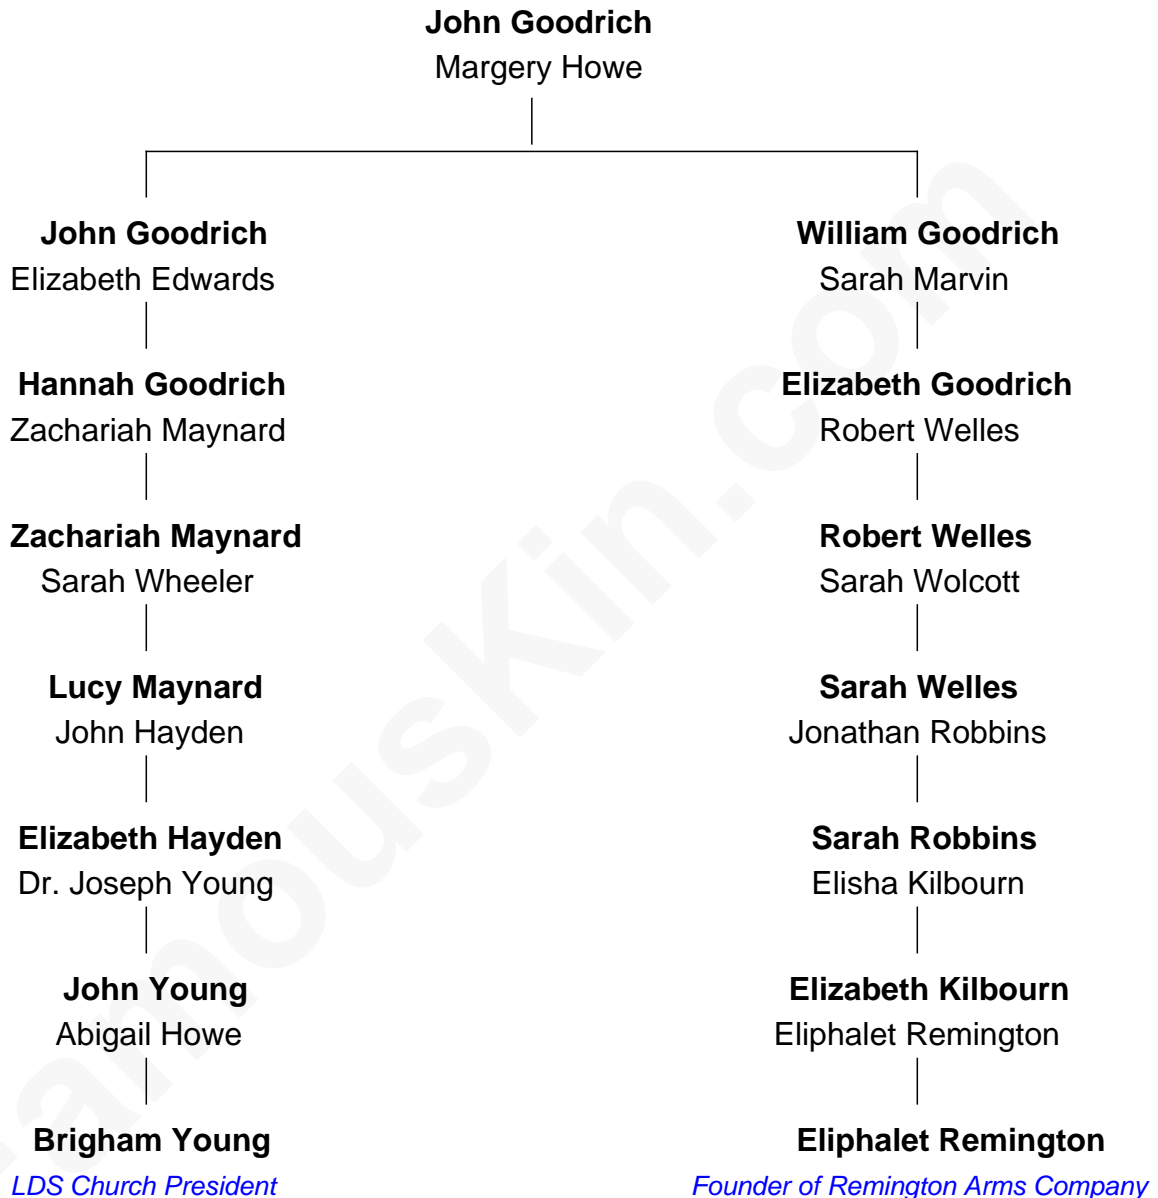 John Goodrich
Margery Howe
John Goodrich
Elizabeth Edwards
William Goodrich
Sarah Marvin
Hannah Goodrich
Zachariah Maynard
Elizabeth Goodrich
Robert Welles
Zachariah Maynard
Sarah Wheeler
Robert Welles
Sarah Wolcott
Lucy Maynard
John Hayden
Sarah Welles
Jonathan Robbins
Elizabeth Hayden
Dr. Joseph Young
Sarah Robbins
Elisha Kilbourn
John Young
Abigail Howe
Elizabeth Kilbourn
Eliphalet Remington
Brigham Young
LDS Church President
Eliphalet Remington
Founder of Remington Arms Company
FamousKin.com